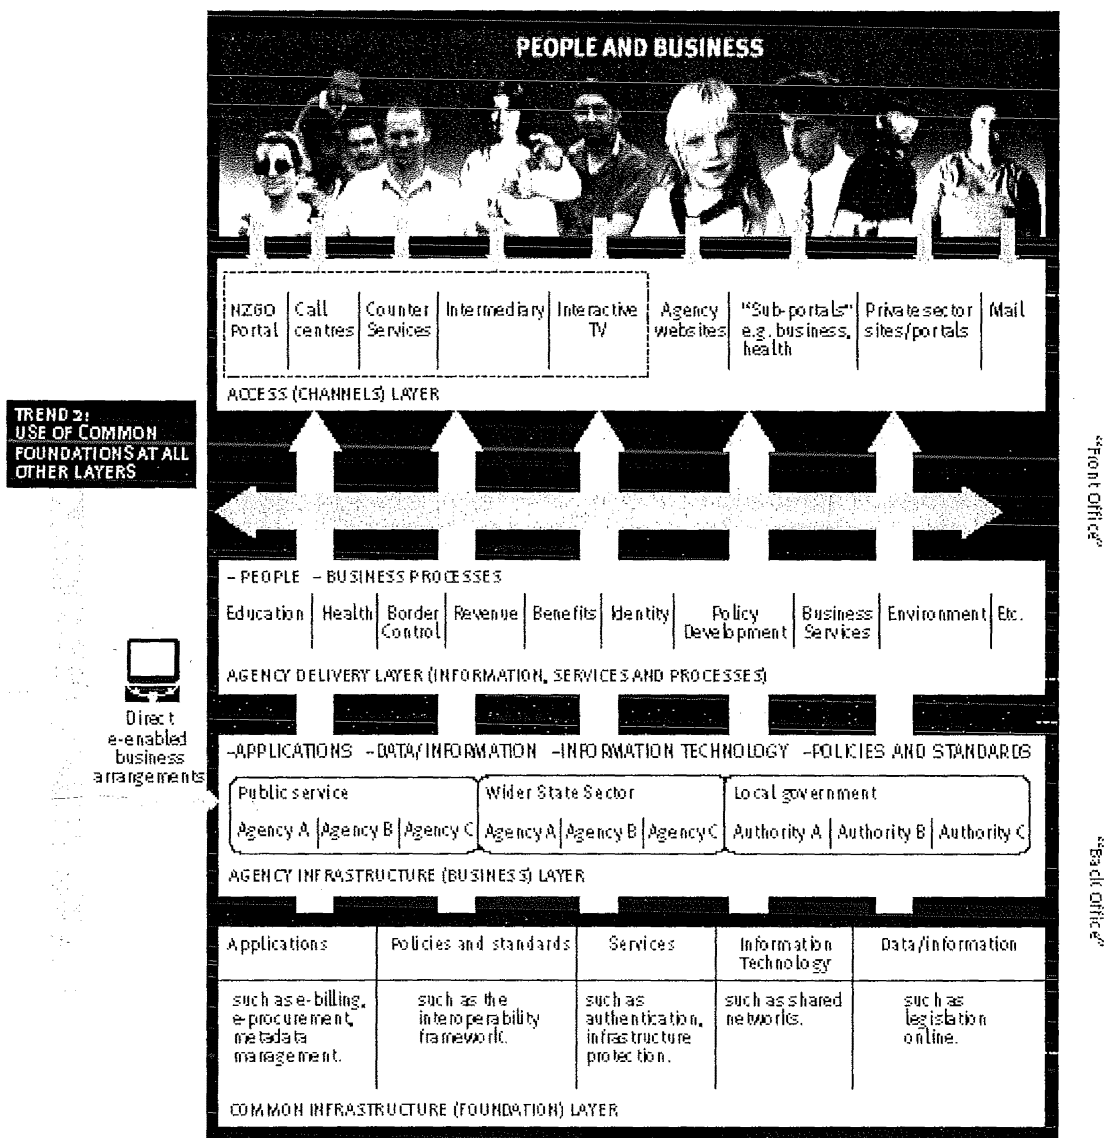 PEOPLE AND BUSINESS
NZGO Portal
Call centres
Counter Services
Intermediary
Interactive TV
Agency websites
"Sub-portals" e.g. business, health
Private sector sites/portals
Mail
ACCESS (CHANNELS) LAYER
TREND 2:
USE OF COMMON
FOUNDATIONS AT ALL
OTHER LAYERS
"Front Office"
– PEOPLE – BUSINESS PROCESSES
Education
Health
Border Control
Revenue
Benefits
Identity
Policy Development
Business Services
Environment
Etc.
AGENCY DELIVERY LAYER (INFORMATION, SERVICES AND PROCESSES)
Direct
e-enabled
business
arrangements
–APPLICATIONS –DATA/INFORMATION –INFORMATION TECHNOLOGY –POLICIES AND STANDARDS
Public service
Agency A Agency B Agency C
Wider State Sector
Agency A Agency B Agency C
Local government
Authority A Authority B Authority C
AGENCY INFRASTRUCTURE (BUSINESS) LAYER
"Back Office"
Applications
such as e-billing,
e-procurement,
metadata
management.
Policies and standards
such as the
interoperability
framework.
Services
such as
authentication,
infrastructure
protection.
Information
Technology
such as shared
networks.
Data/information
such as
legislation
online.
COMMON INFRASTRUCTURE (FOUNDATION) LAYER